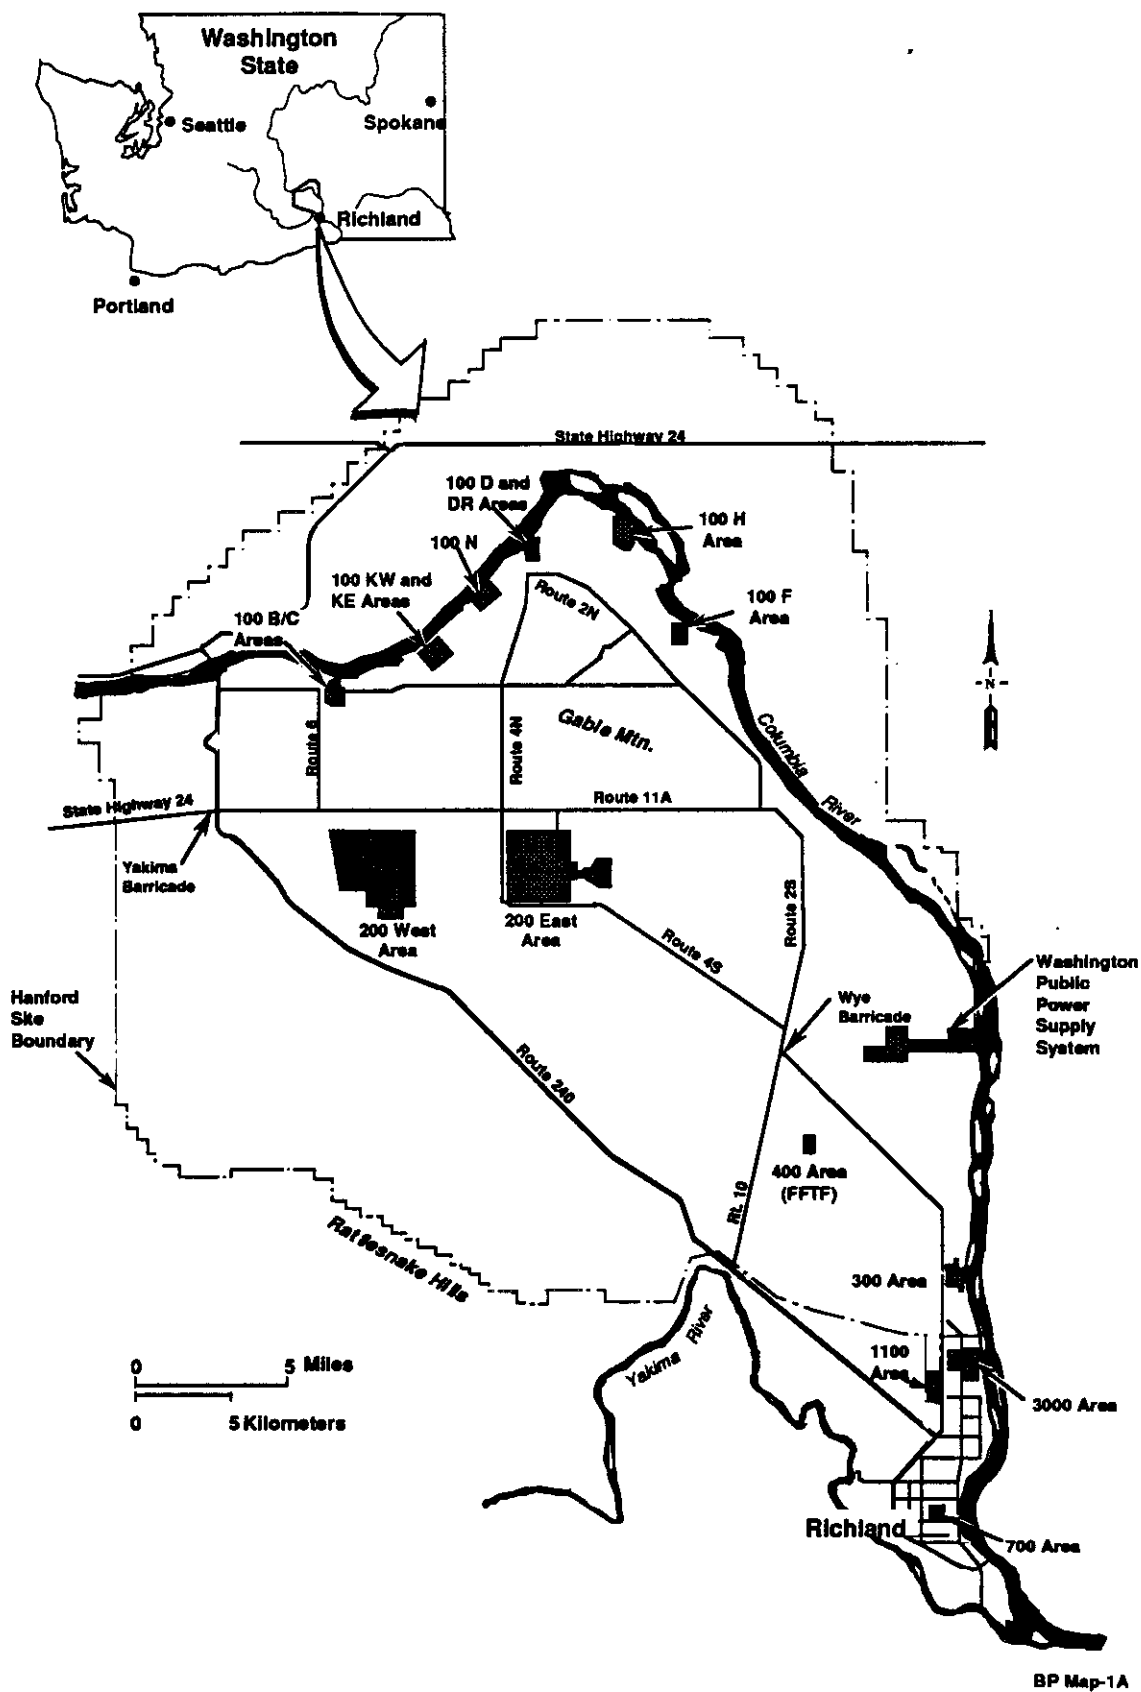 Washington
State
Seattle
Spokane
Richland
Portland
State Highway 24
100 D and
DR Areas
100 H
Area
100 N
100 KW and
KE Areas
Route 2N
100 F
Area
100 B/C
Areas
N
Gable Mtn.
Columbia
River
Route 6
Route 4N
Route 11A
State Highway 24
Yakima
Barricade
200 West
Area
200 East
Area
Route 2S
Route 4S
Washington
Public
Power
Supply
System
Wye
Barricade
Hanford
Site
Boundary
Route 240
400 Area
(FFTF)
Rt. 10
Rattlesnake Hills
300 Area
Yakima River
1100
Area
3000 Area
0 5 Miles
0 5 Kilometers
Richland
700 Area
BP Map-1A